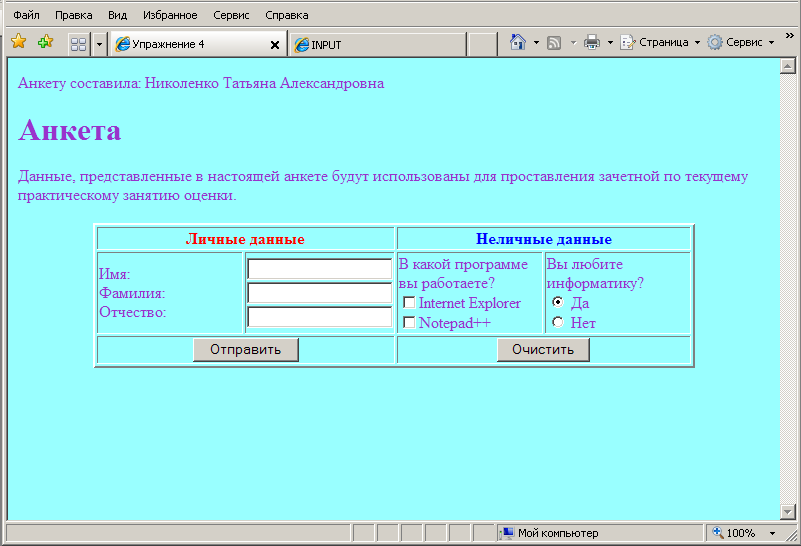 Файл Правка Вид Избранное Сервис Справка
Упражнение 4 INPUT Страница Сервис »
Анкету составила: Николенко Татьяна Александровна
Анкета
Данные, представленные в настоящей анкете будут использованы для проставления зачетной по текущему
практическому занятию оценки.
Личные данные Неличные данные
Имя:
Фамилия:
Отчество:
В какой программе
вы работаете?
Internet Explorer
Notepad++
Вы любите
информатику?
Да
Нет
Отправить Очистить
Мой компьютер 100%